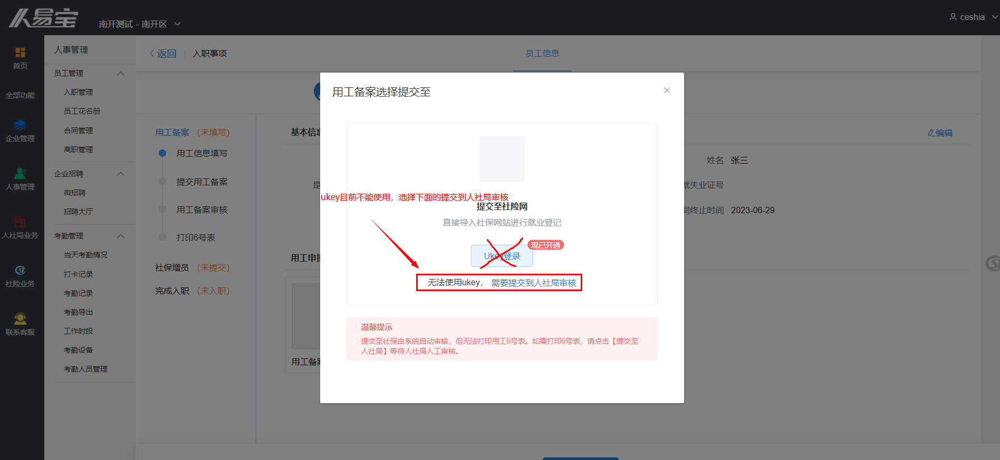 人易宝
南开测试 - 南开区
ceshia
首页
全部功能
企业管理
人事管理
人社局业务
社险业务
联系客服
人事管理
员工管理
入职管理
员工花名册
合同管理
离职管理
企业招聘
微招聘
招聘大厅
考勤管理
当天考勤情况
打卡记录
考勤记录
考勤导出
工作时段
考勤设备
考勤人员管理
返回
入职事项
员工信息
用工备案 （未填写）
用工信息填写
提交用工备案
用工备案审核
打印6号表
社保增员 （未提交）
完成入职 （未入职）
基本信息
编辑
姓名 张三
是
就失业证号
同终止时间 2023-06-29
用工申报
用工备案
用工备案选择提交至
ukey目前不能使用，选择下面的提交到人社局审核
提交至社险网
直接导入社保网站进行就业登记
现已开通
Ukey登录
无法使用ukey， 需要提交到人社局审核
温馨提示
提交至社保由系统自动审核，但无法打印用工6号表。如需打印6号表，请点击【提交至
人社局】等待人社局人工审核。